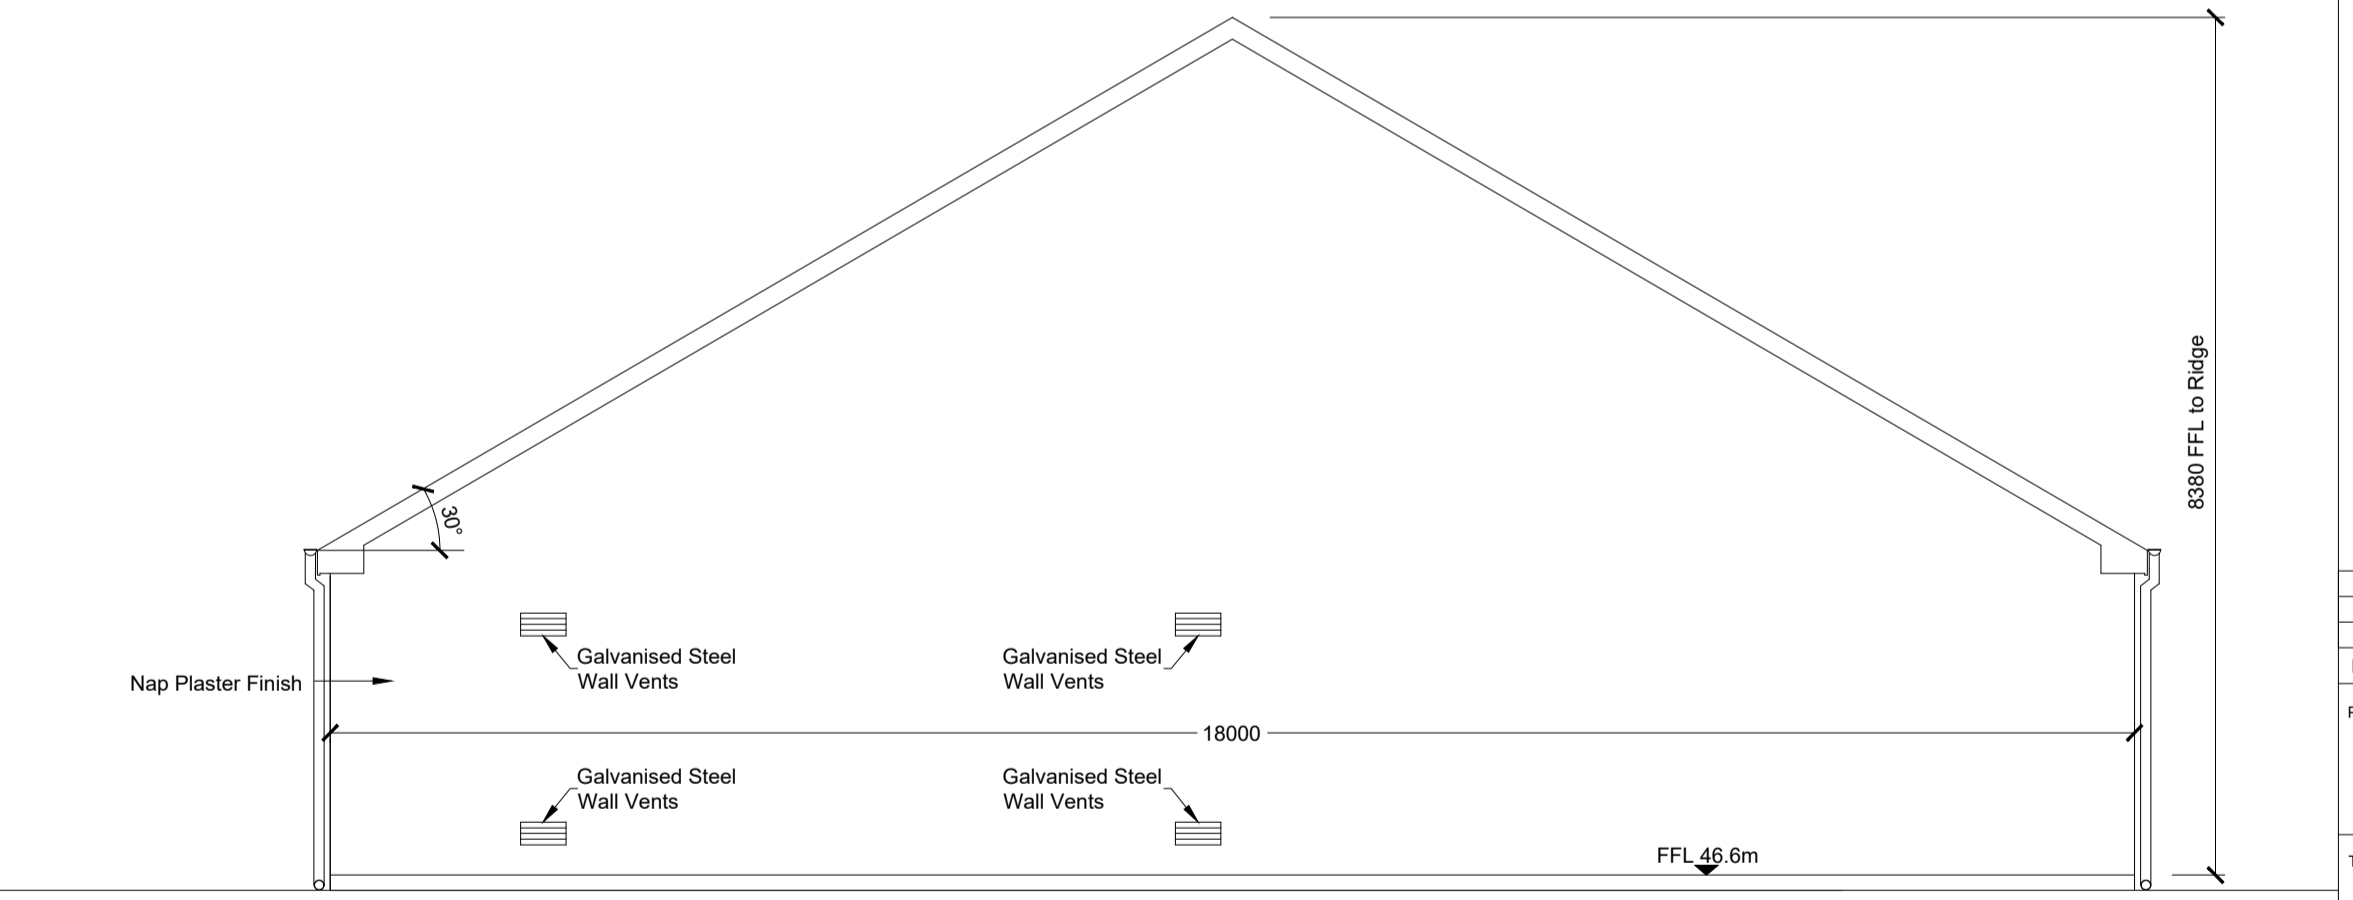 8380 FFL to Ridge
30°
Galvanised Steel
Wall Vents
Galvanised Steel
Wall Vents
Nap Plaster Finish
18000
Galvanised Steel
Wall Vents
Galvanised Steel
Wall Vents
FFL 46.6m